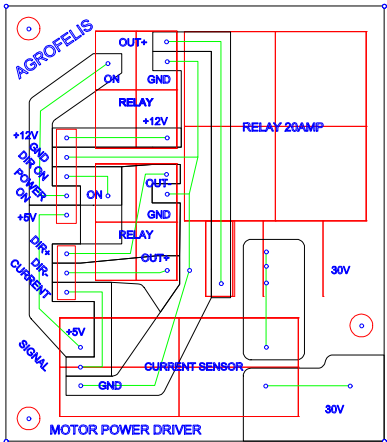 AGROFELIS
OUT+
ON
GND
RELAY
+12V
RELAY 20AMP
+12V
GND
DIR ON
POWER
ON
ON
OUT-
+5V
GND
RELAY
DIR+
DIR-
CURRENT
OUT+
30V
+5V
SIGNAL
CURRENT SENSOR
GND
30V
MOTOR POWER DRIVER